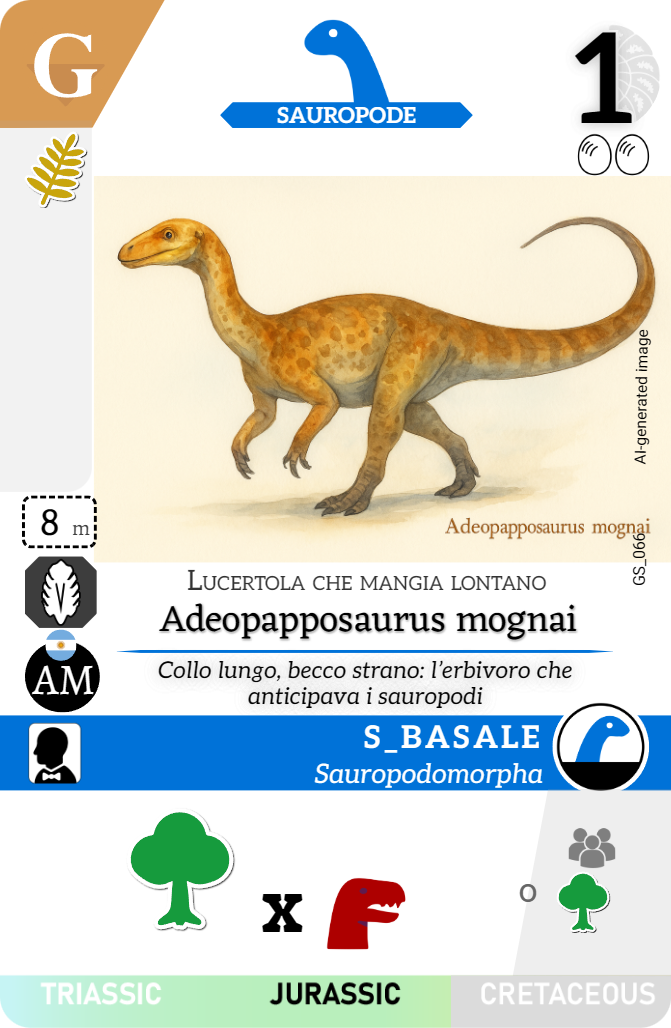 G
SAUROPODE
1
AI-generated image
Adeopapposaurus mognai
GS_066
8 m
LUCERTOLA CHE MANGIA LONTANO
Adeopapposaurus mognai
AM
Collo lungo, becco strano: l’erbivoro che
anticipava i sauropodi
S_BASALE
Sauropodomorpha
x
o
TRIASSIC JURASSIC CRETACEOUS